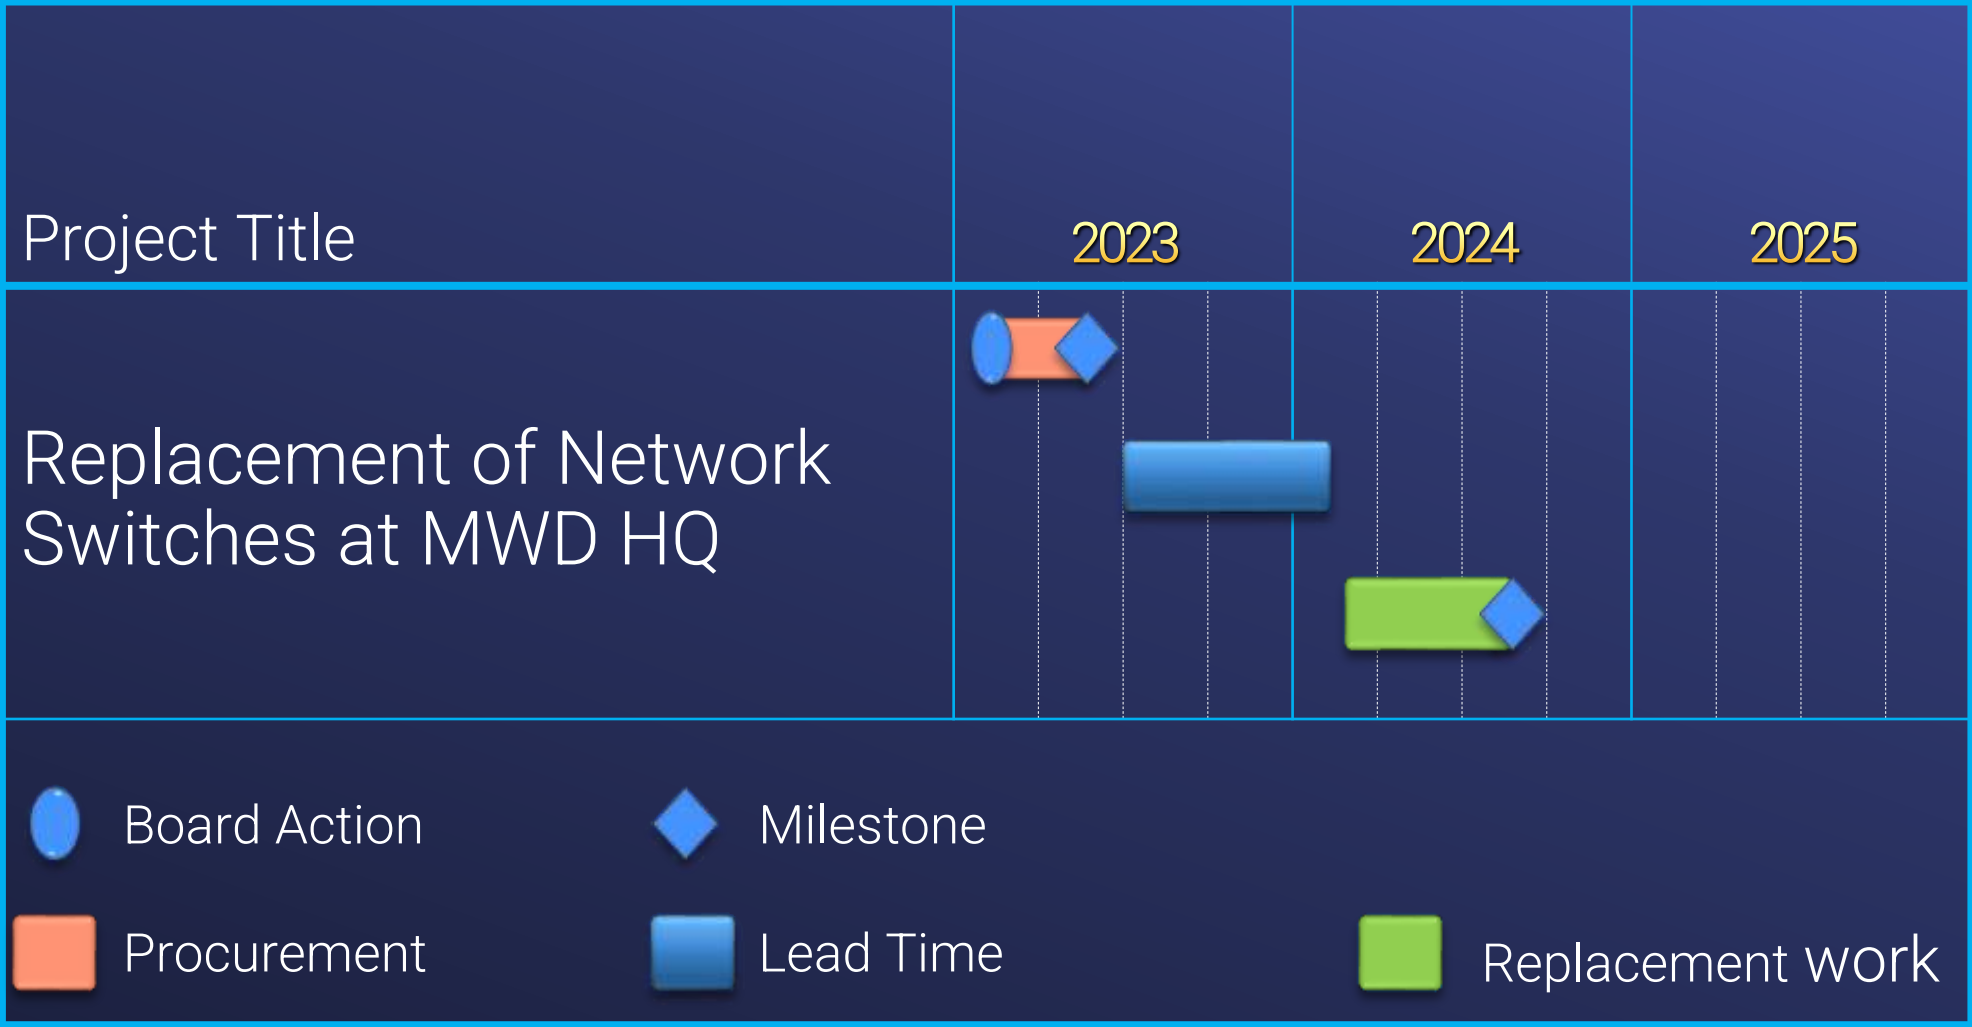 Project Title
2023
2024
2025
Replacement of Network
Switches at MWD HQ
Board Action
Milestone
Procurement
Lead Time
Replacement work